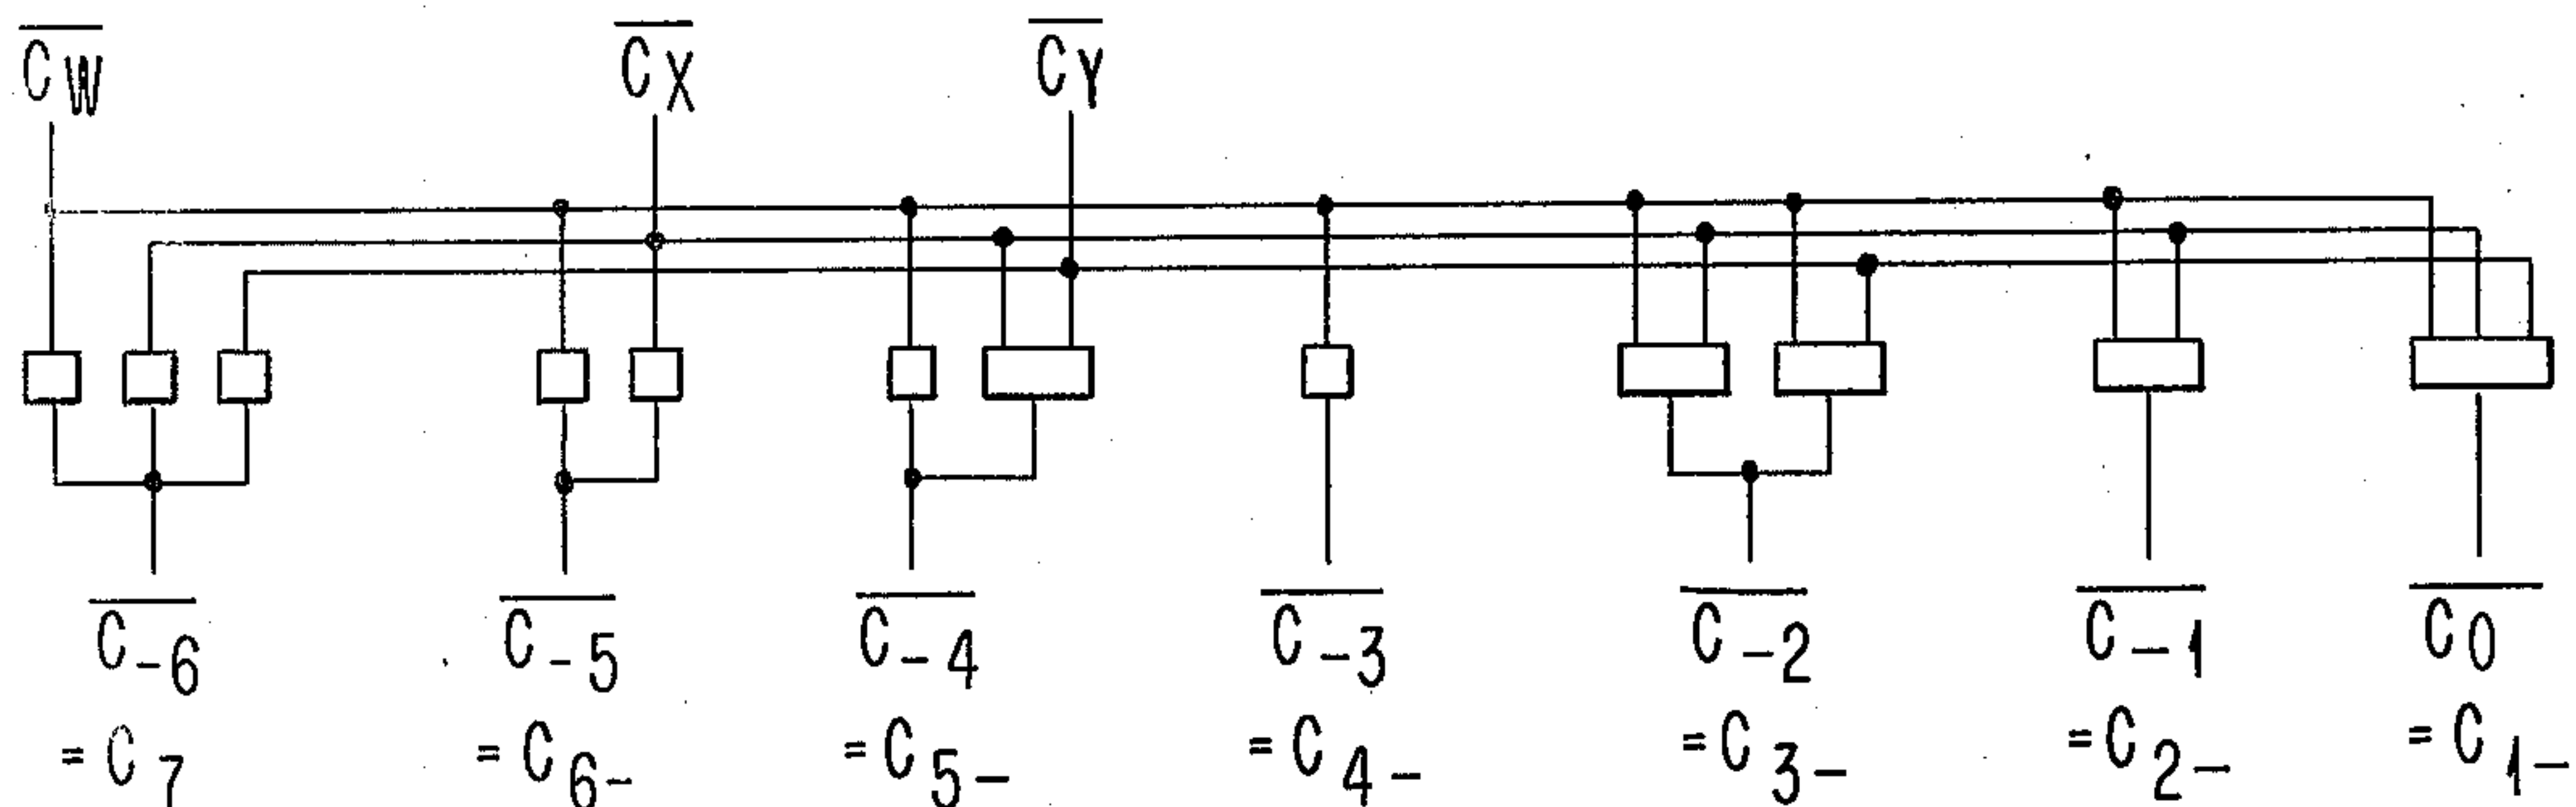 C̅W̅ C̅X̅ C̅Y̅
C̅₋₆ C̅₋₅ C̅₋₄ C̅₋₃ C̅₋₂ C̅₋₁ C̅₀
= C₇ = C₆₋ = C₅₋ = C₄₋ = C₃₋ = C₂₋ = C₁₋